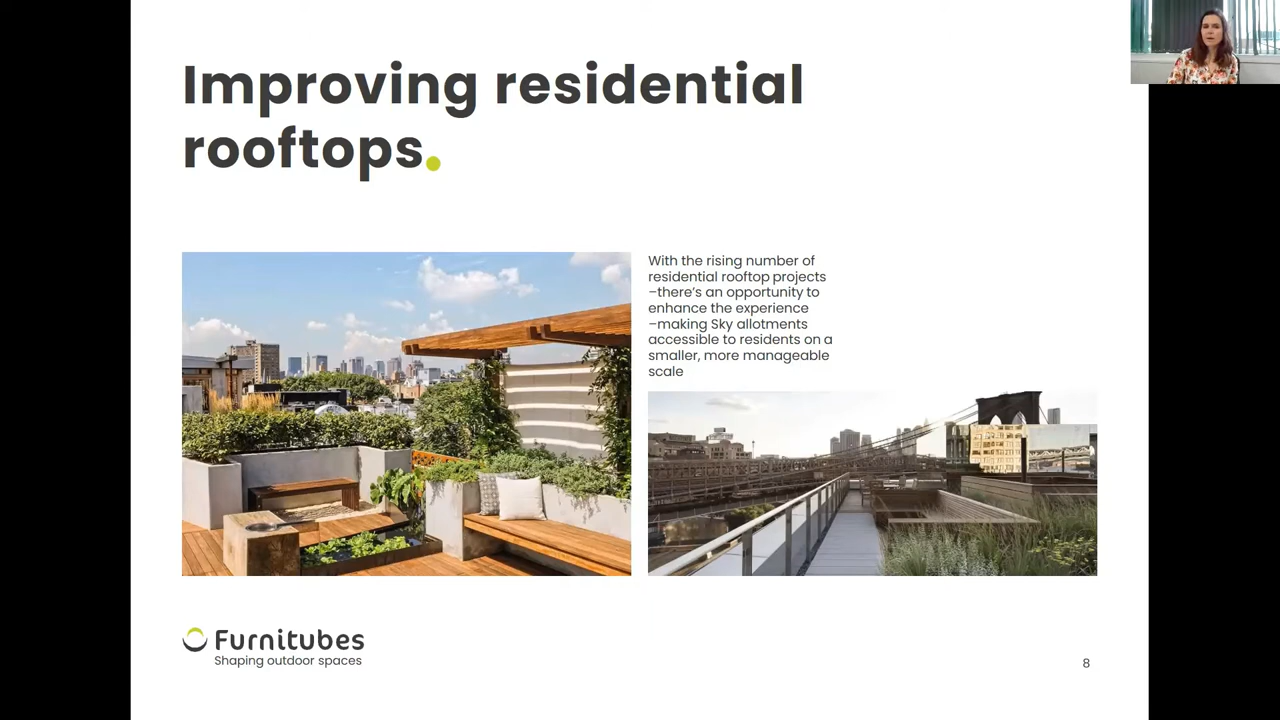 Improving residential
rooftops.
With the rising number of
residential rooftop projects
–there's an opportunity to
enhance the experience
–making Sky allotments
accessible to residents on a
smaller, more manageable
scale
Furnitubes
Shaping outdoor spaces
8